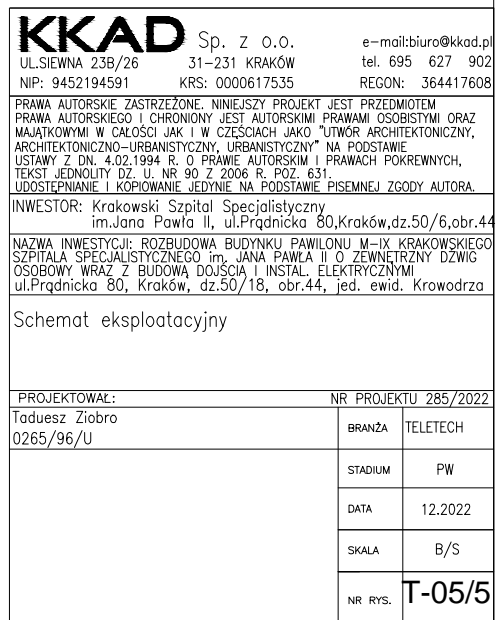 KKAD Sp. z o.o. e-mail:biuro@kkad.pl
UL.SIEWNA 23B/26 31-231 KRAKÓW tel. 695 627 902
NIP: 9452194591 KRS: 0000617535 REGON: 364417608
PRAWA AUTORSKIE ZASTRZEŻONE. NINIEJSZY PROJEKT JEST PRZEDMIOTEM
PRAWA AUTORSKIEGO I CHRONIONY JEST AUTORSKIMI PRAWAMI OSOBISTYMI ORAZ
MAJĄTKOWYMI W CAŁOŚCI JAK I W CZĘŚCIACH JAKO "UTWÓR ARCHITEKTONICZNY,
ARCHITEKTONICZNO-URBANISTYCZNY, URBANISTYCZNY" NA PODSTAWIE
USTAWY Z DN. 4.02.1994 R. O PRAWIE AUTORSKIM I PRAWACH POKREWNYCH,
TEKST JEDNOLITY DZ. U. NR 90 Z 2006 R. POZ. 631.
UDOSTĘPNIANIE I KOPIOWANIE JEDYNIE NA PODSTAWIE PISEMNEJ ZGODY AUTORA.
INWESTOR: Krakowski Szpital Specjalistyczny
im.Jana Pawła II, ul.Prądnicka 80,Kraków,dz.50/6,obr.44
NAZWA INWESTYCJI: ROZBUDOWA BUDYNKU PAWILONU M-IX KRAKOWSKIEGO
SZPITALA SPECJALISTYCZNEGO im. JANA PAWŁA II O ZEWNĘTRZNY DŹWIG
OSOBOWY WRAZ Z BUDOWĄ DOJŚCIA I INSTAL. ELEKTRYCZNYMI
ul.Prądnicka 80, Kraków, dz.50/18, obr.44, jed. ewid. Krowodrza
Schemat eksploatacyjny
PROJEKTOWAŁ: NR PROJEKTU 285/2022
Taduesz Ziobro
0265/96/U
BRANŻA TELETECH
STADIUM PW
DATA 12.2022
SKALA B/S
NR RYS. T-05/5